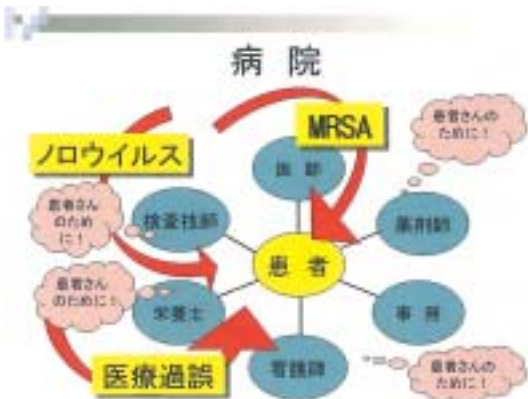 病 院
MRSA
ノロウイルス
患者さんの
ために!
医 師
患者さん
のため
に!
検査技師
薬剤師
患 者
患者さん
のために!
栄養士
事 務
医療過誤
看護師
患者さんの
ために!